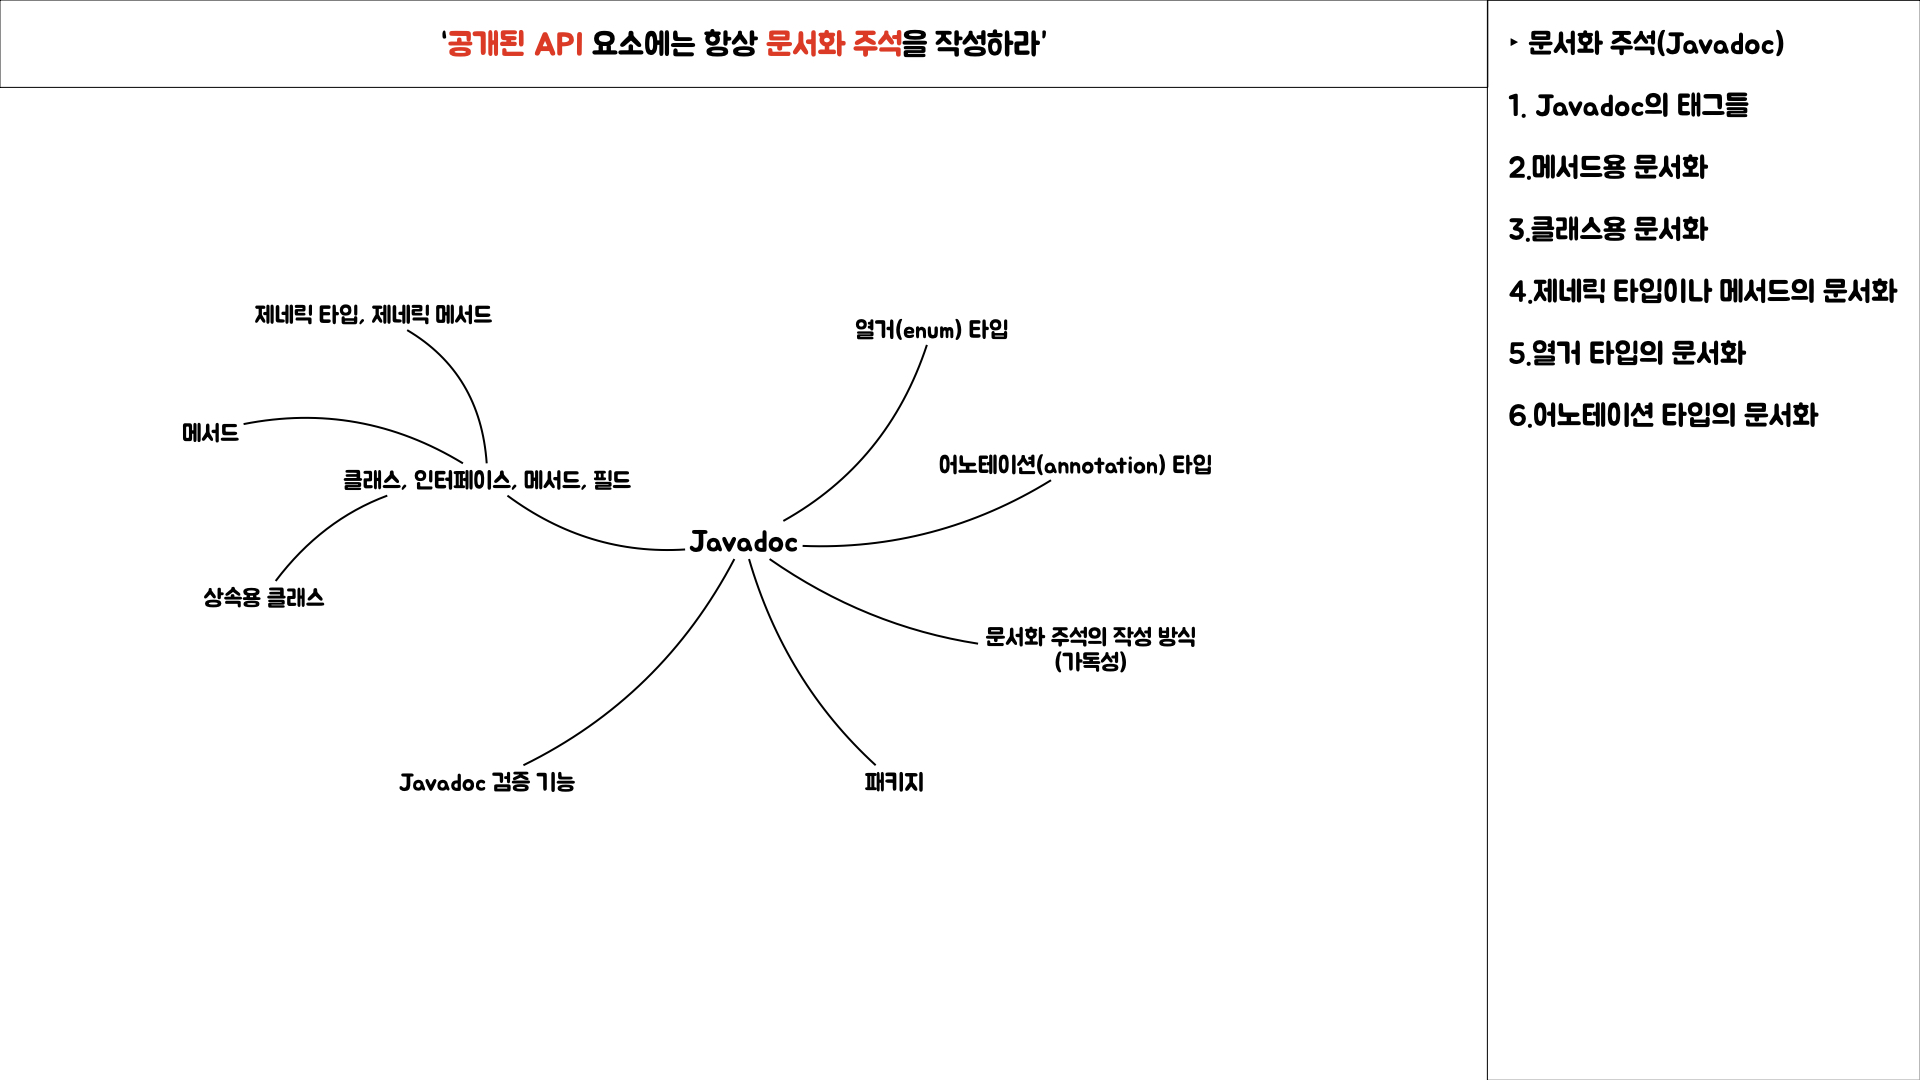 ‘공개된 API 요소에는 항상 문서화 주석을 작성하라’
▸ 문서화 주석(Javadoc)
1. Javadoc의 태그들
2.메서드용 문서화
3.클래스용 문서화
4.제네릭 타입이나 메서드의 문서화
5.열거 타입의 문서화
6.어노테이션 타입의 문서화
제네릭 타입, 제네릭 메서드
열거(enum) 타입
메서드
어노테이션(annotation) 타입
클래스, 인터페이스, 메서드, 필드
Javadoc
상속용 클래스
문서화 주석의 작성 방식
(가독성)
Javadoc 검증 기능
패키지